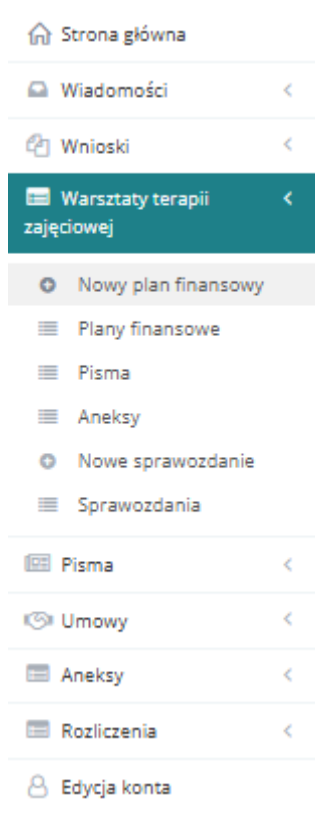 Strona główna
Wiadomości
Wnioski
Warsztaty terapii
zajęciowej
Nowy plan finansowy
Plany finansowe
Pisma
Aneksy
Nowe sprawozdanie
Sprawozdania
Pisma
Umowy
Aneksy
Rozliczenia
Edycja konta